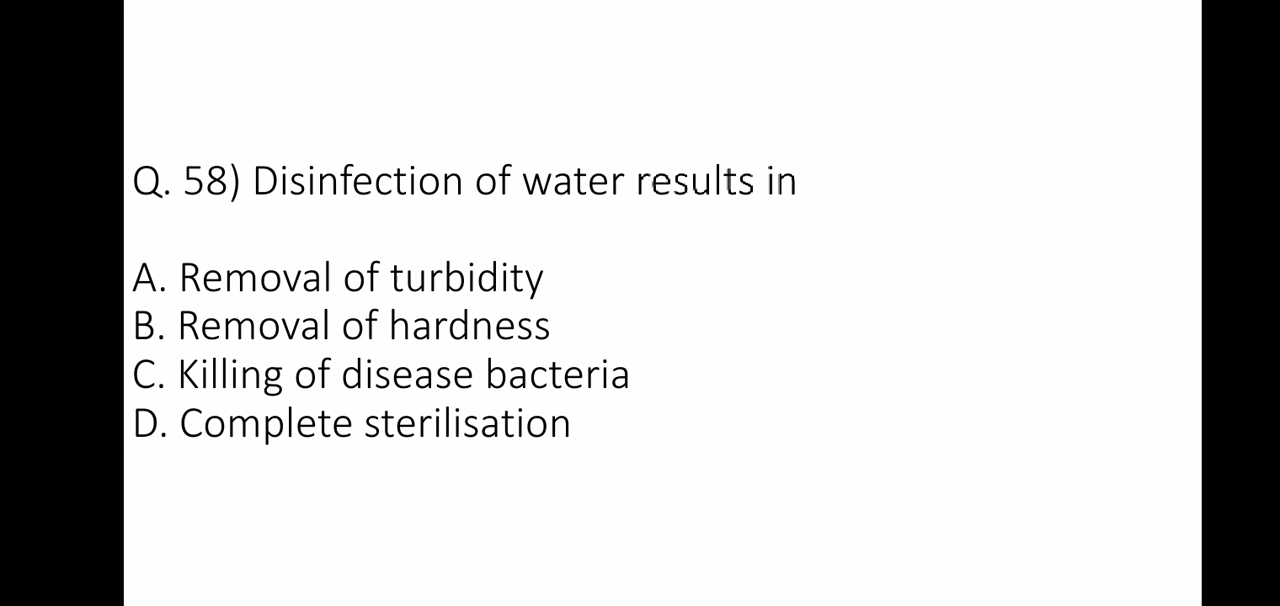 Q. 58) Disinfection of water results in
A. Removal of turbidity
B. Removal of hardness
C. Killing of disease bacteria
D. Complete sterilisation